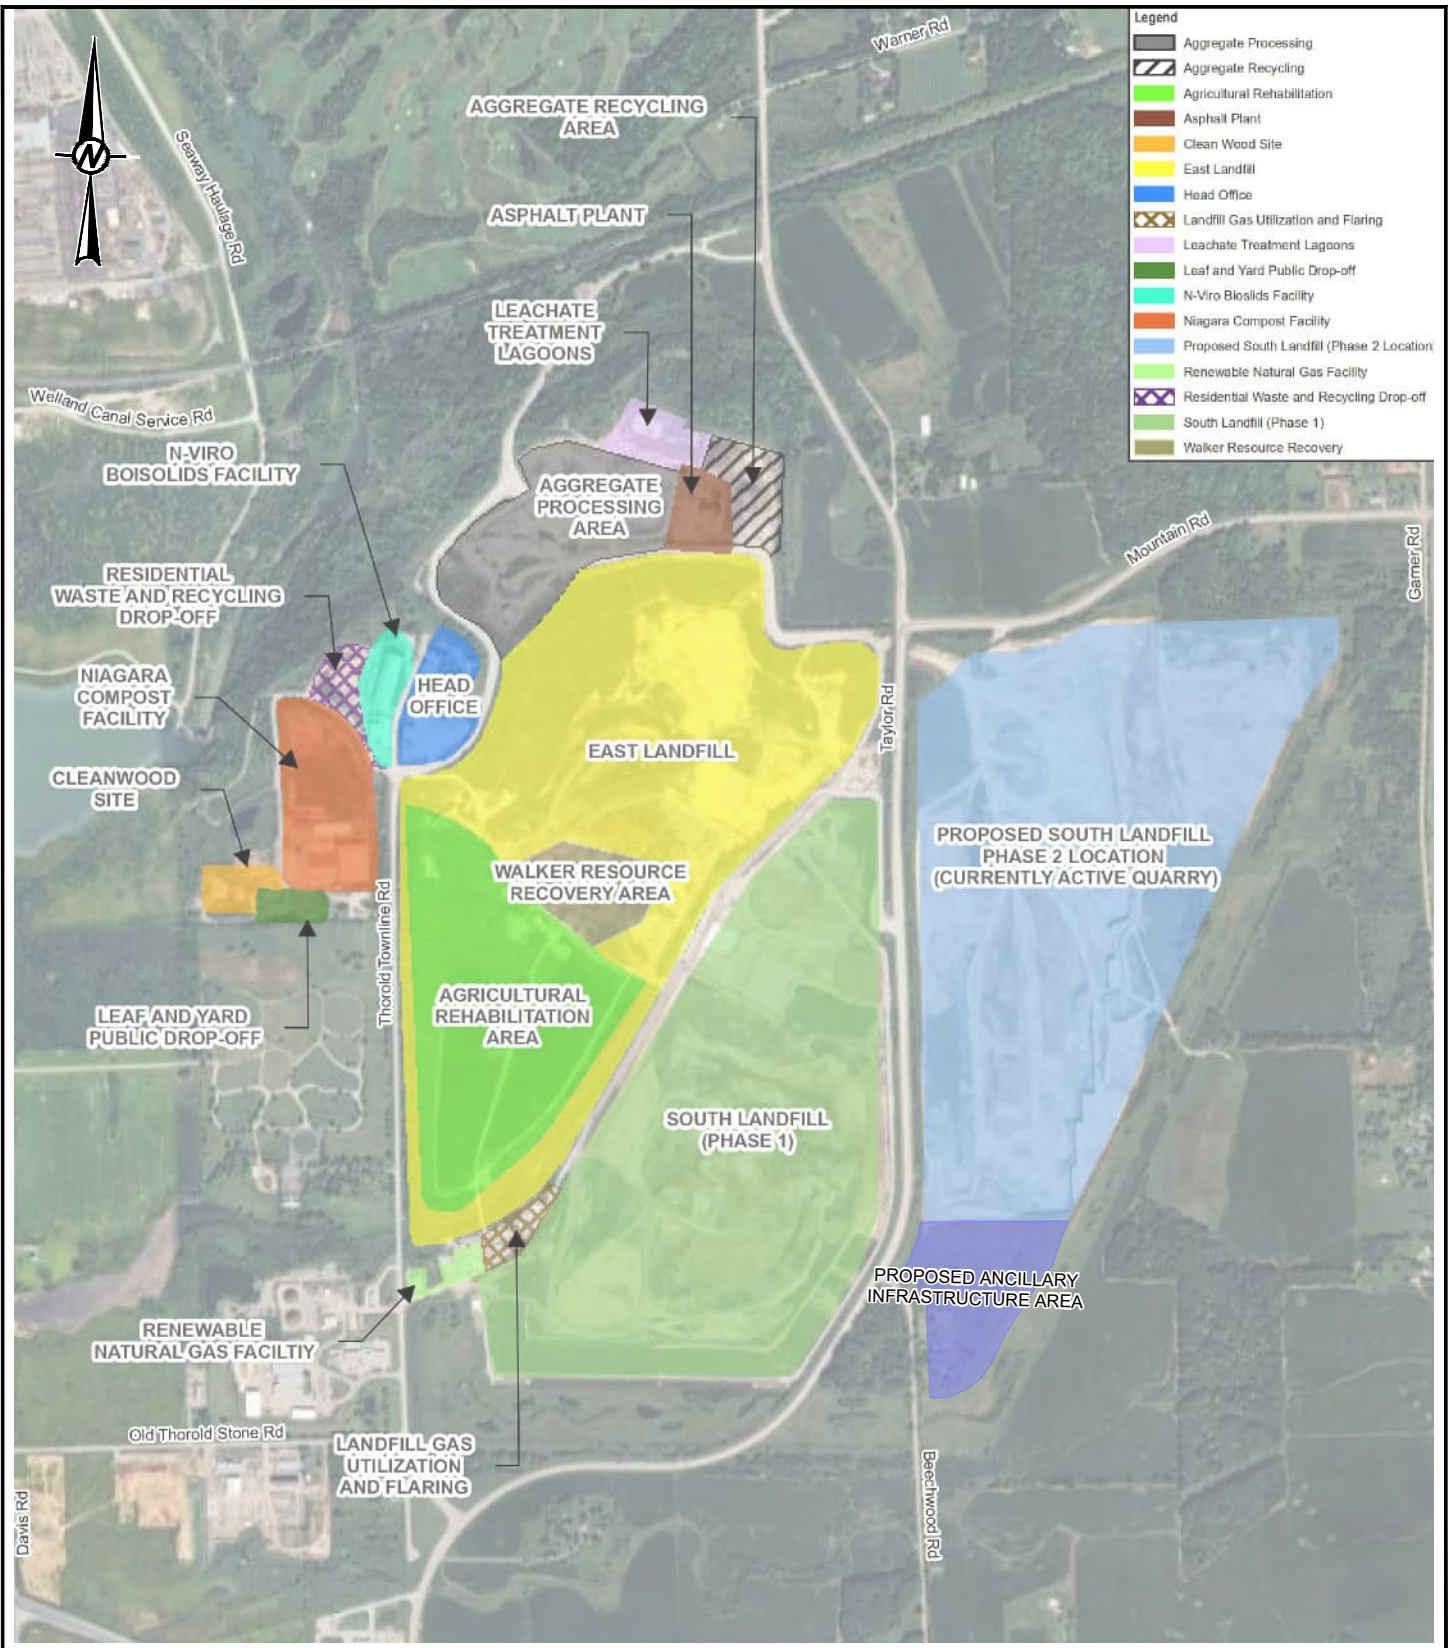 Legend
Aggregate Processing
Aggregate Recycling
Agricultural Rehabilitation
Asphalt Plant
Clean Wood Site
East Landfill
Head Office
Landfill Gas Utilization and Flaring
Leachate Treatment Lagoons
Leaf and Yard Public Drop-off
N-Viro Bioslids Facility
Niagara Compost Facility
Proposed South Landfill (Phase 2 Location
Renewable Natural Gas Facility
Residential Waste and Recycling Drop-off
South Landfill (Phase 1)
Walker Resource Recovery
N
Warner Rd
Seaway Haulage Rd
AGGREGATE RECYCLING
AREA
ASPHALT PLANT
LEACHATE
TREATMENT
LAGOONS
Welland Canal Service Rd
N-VIRO
BOISOLIDS FACILITY
AGGREGATE
PROCESSING
AREA
Mountain Rd
Garner Rd
RESIDENTIAL
WASTE AND RECYCLING
DROP-OFF
NIAGARA
COMPOST
FACILITY
HEAD
OFFICE
Taylor Rd
EAST LANDFILL
CLEANWOOD
SITE
PROPOSED SOUTH LANDFILL
PHASE 2 LOCATION
(CURRENTLY ACTIVE QUARRY)
WALKER RESOURCE
RECOVERY AREA
Thorold Townline Rd
AGRICULTURAL
REHABILITATION
AREA
LEAF AND YARD
PUBLIC DROP-OFF
SOUTH LANDFILL
(PHASE 1)
PROPOSED ANCILLARY
INFRASTRUCTURE AREA
RENEWABLE
NATURAL GAS FACILTIY
Old Thorold Stone Rd
LANDFILL GAS
UTILIZATION
AND FLARING
Davis Rd
Beechwood Rd